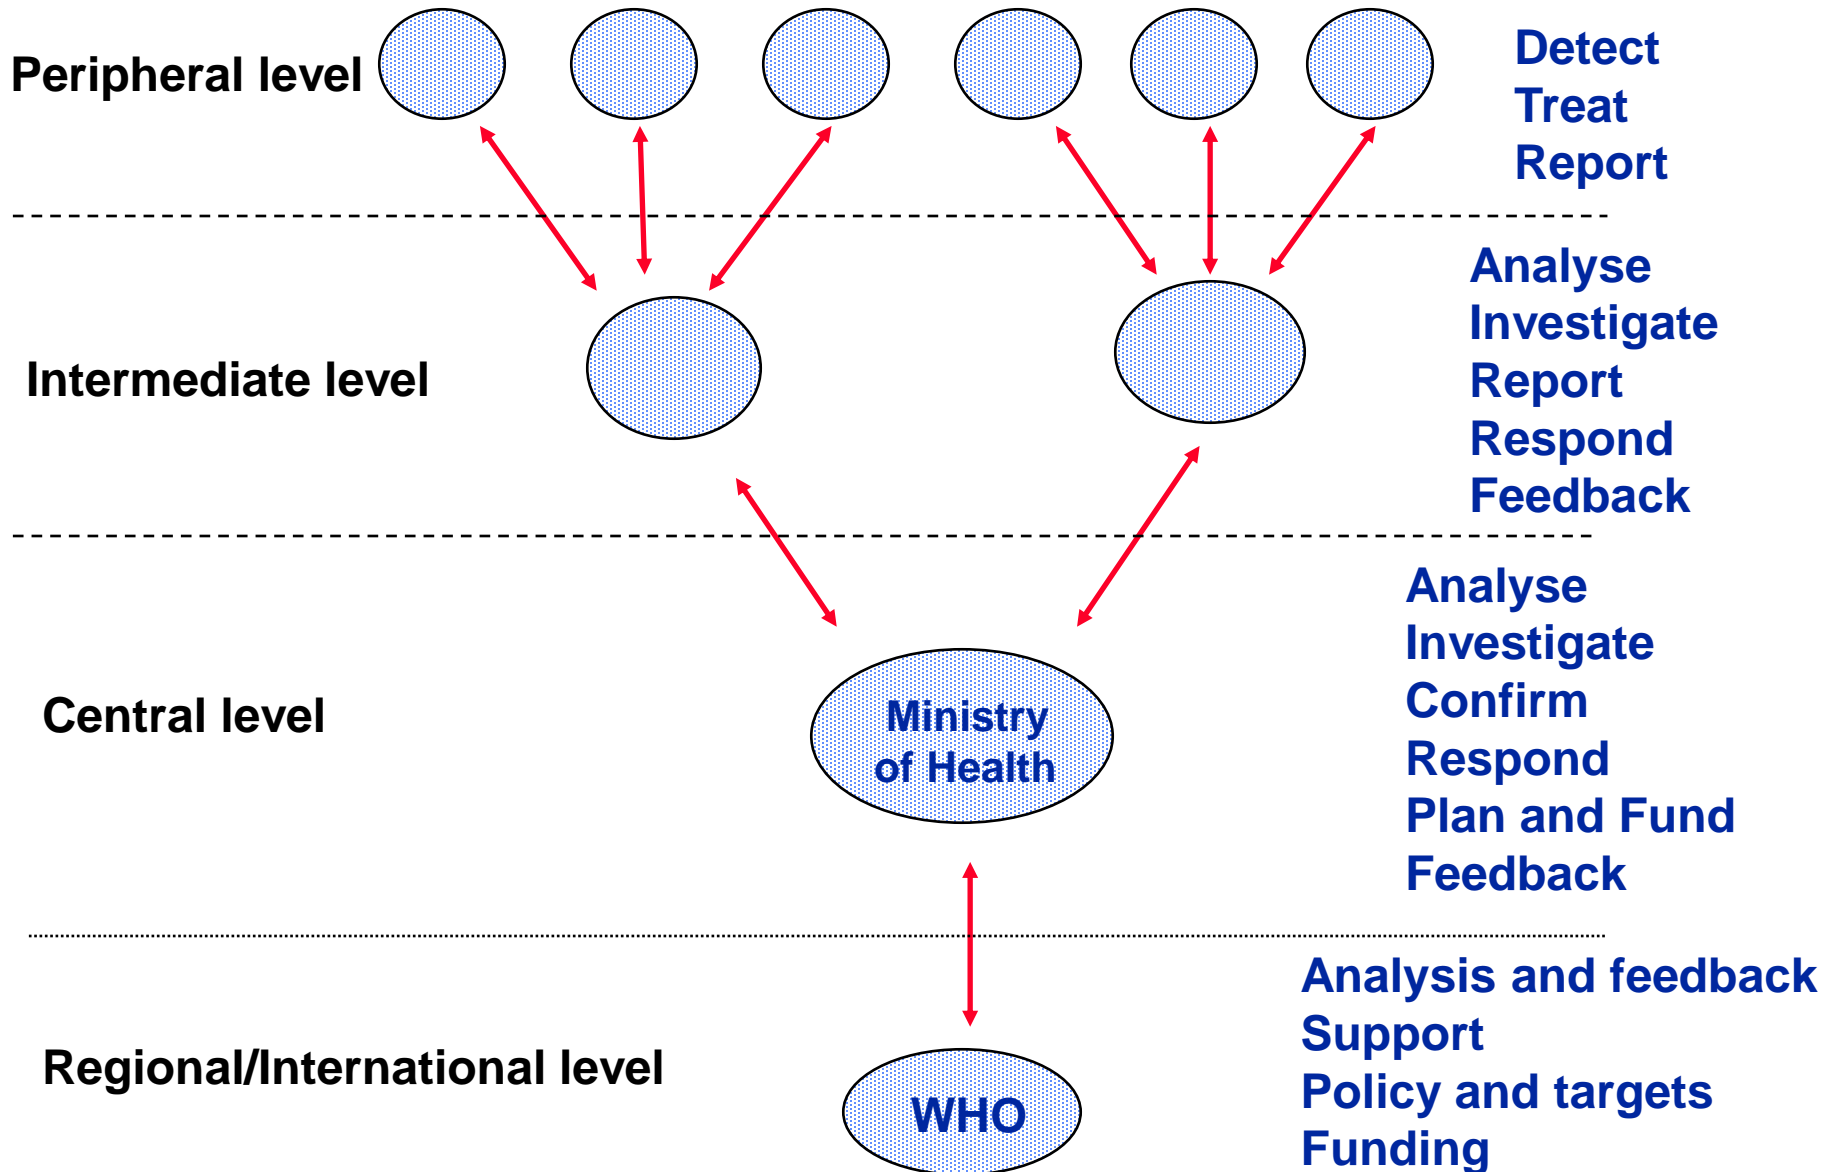 Peripheral level
Detect
Treat
Report
Intermediate level
Analyse
Investigate
Report
Respond
Feedback
Central level
Ministry
of Health
Analyse
Investigate
Confirm
Respond
Plan and Fund
Feedback
Regional/International level
WHO
Analysis and feedback
Support
Policy and targets
Funding